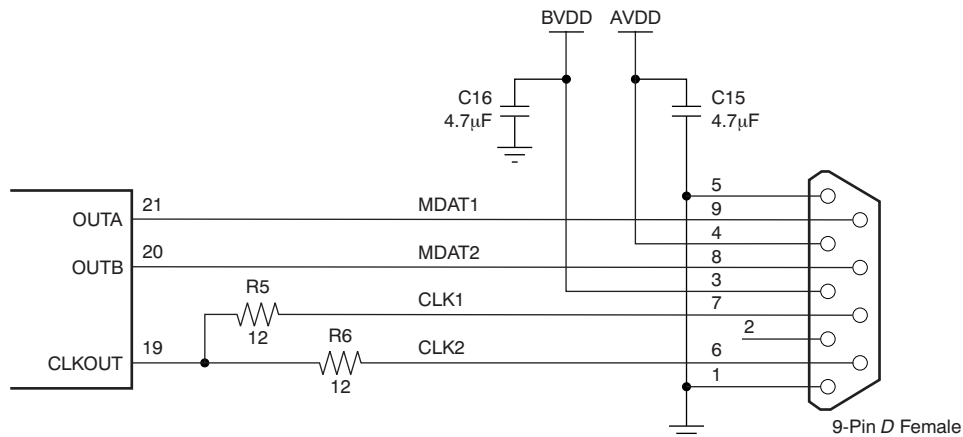 BVDD AVDD
C16
4.7μF
C15
4.7μF
5
21 MDAT1 9
OUTA
4
20 MDAT2 8
OUTB
3
R5 CLK1 7
12
2
R6
19 CLK2 6
CLKOUT
12
1
9-Pin D Female